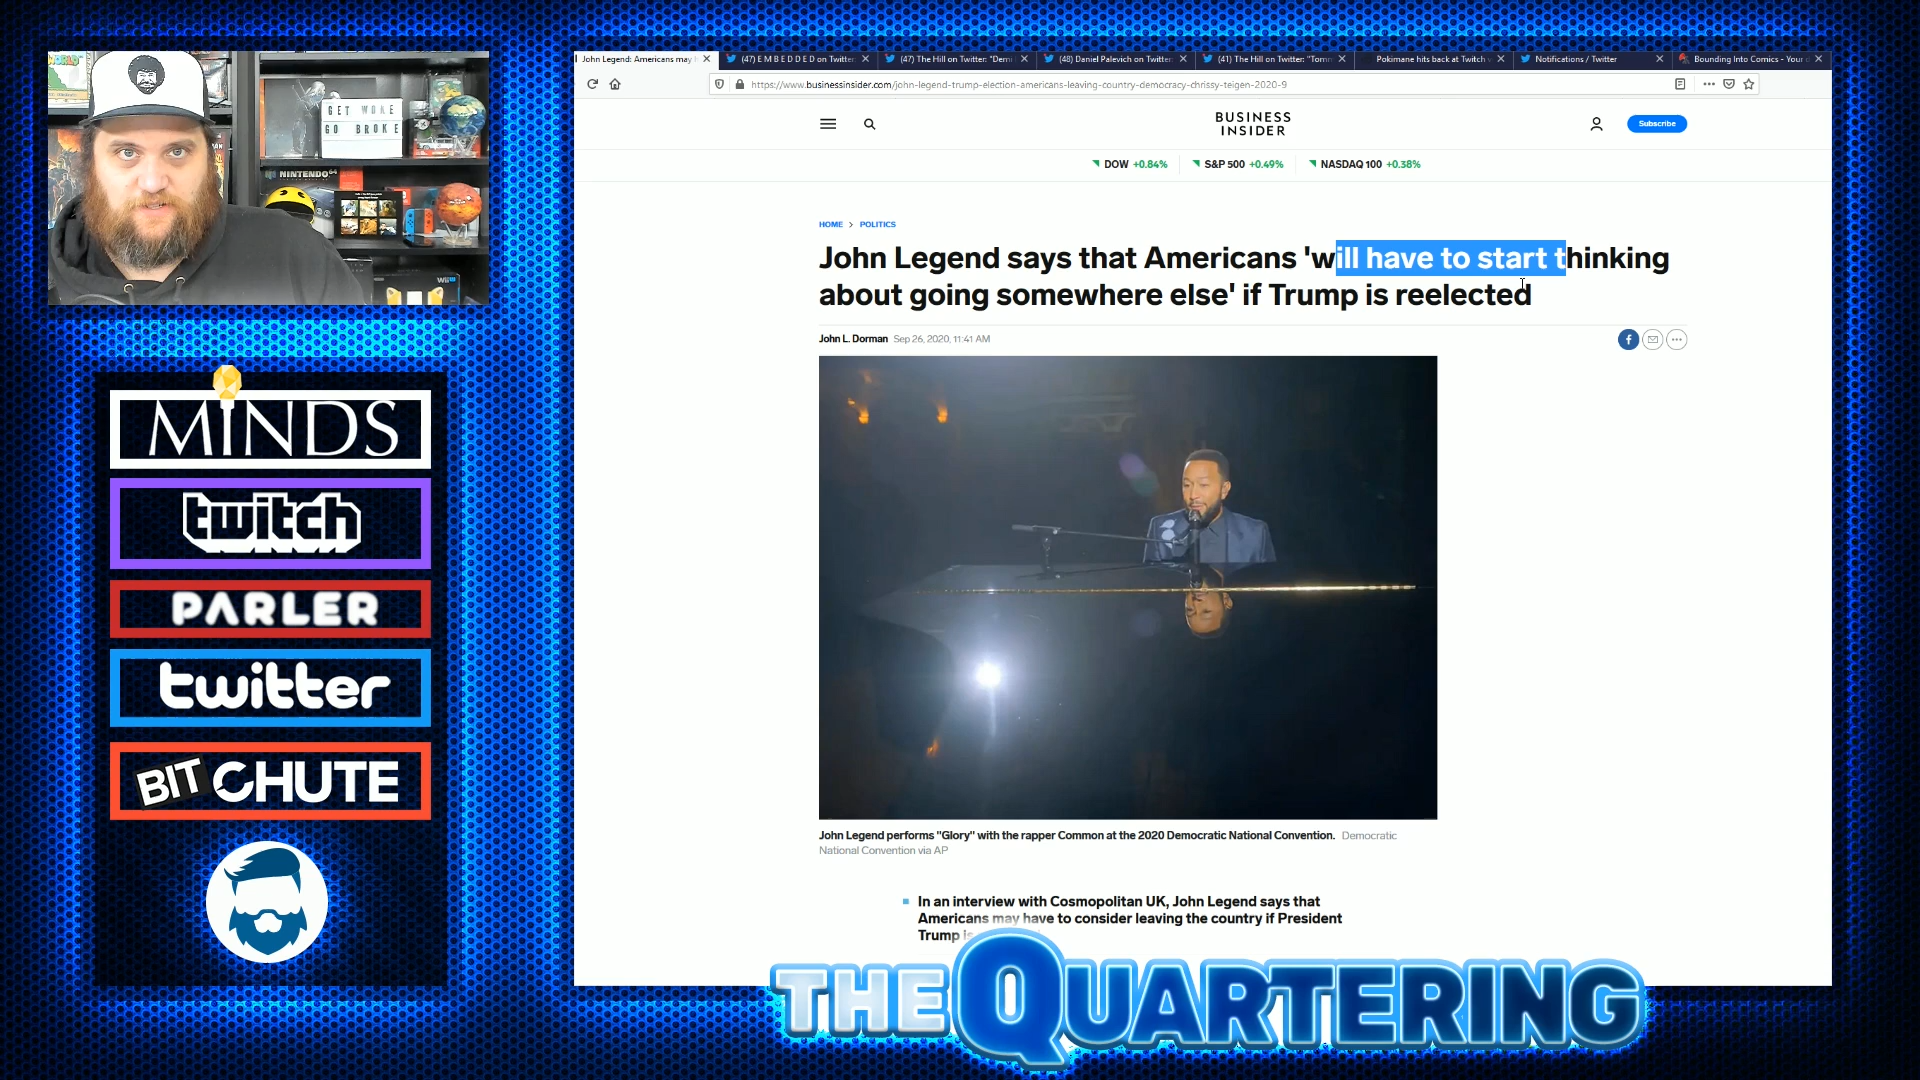 GET WOKE
GO BROKE
NINTENDO
MINDS
twitch
PARLER
twitter
BITCHUTE
John Legend: Americans may
(47) E M B E D D E D on Twitter
(47) The Hill on Twitter: "Demi
(48) Daniel Palevich on Twitter:
(41) The Hill on Twitter: "Tomm
Pokimane hits back at Twitch v
Notifications / Twitter
Bounding Into Comics - Your
https://www.businessinsider.com/john-legend-trump-election-americans-leaving-country-democracy-chrissy-teigen-2020-9
BUSINESS
INSIDER
Subscribe
DOW +0.84% S&P 500 +0.49% NASDAQ 100 +0.38%
HOME > POLITICS
John Legend says that Americans 'will have to start thinking
about going somewhere else' if Trump is reelected
John L. Dorman Sep 26, 2020, 11:41 AM
John Legend performs "Glory" with the rapper Common at the 2020 Democratic National Convention. Democratic
National Convention via AP
In an interview with Cosmopolitan UK, John Legend says that
Americans may have to consider leaving the country if President
Trump is
THE QUARTERING